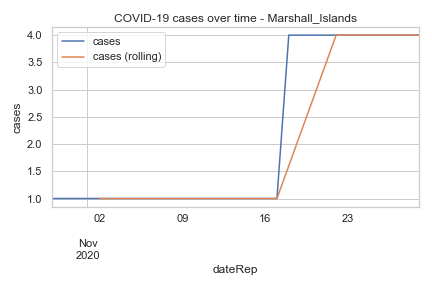 COVID-19 cases over time - Marshall_Islands
cases
cases (rolling)
4.0
3.5
3.0
2.5
2.0
1.5
1.0
cases
02
09
16
23
Nov
2020
dateRep